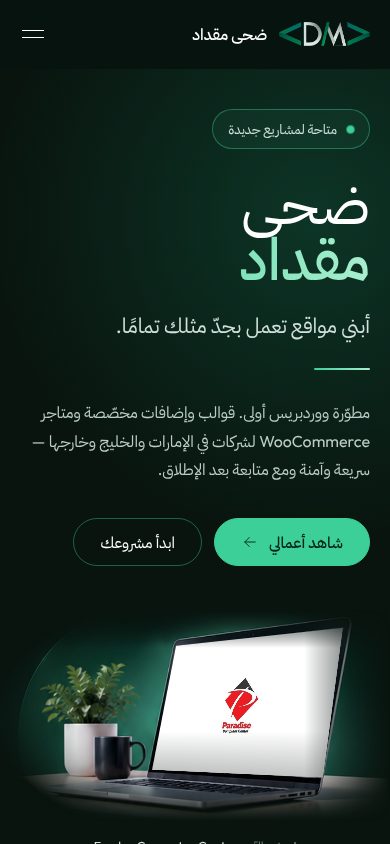 <DM> ضحى مقداد
متاحة لمشاريع جديدة
ضحى
مقداد
أبني مواقع تعمل بجدّ مثلك تمامًا.
مطوّرة ووردبريس أولى. قوالب وإضافات مخصّصة ومتاجر
WooCommerce لشركات في الإمارات والخليج وخارجها —
سريعة وآمنة ومع متابعة بعد الإطلاق.
شاهد أعمالي ←
ابدأ مشروعك
Paradise